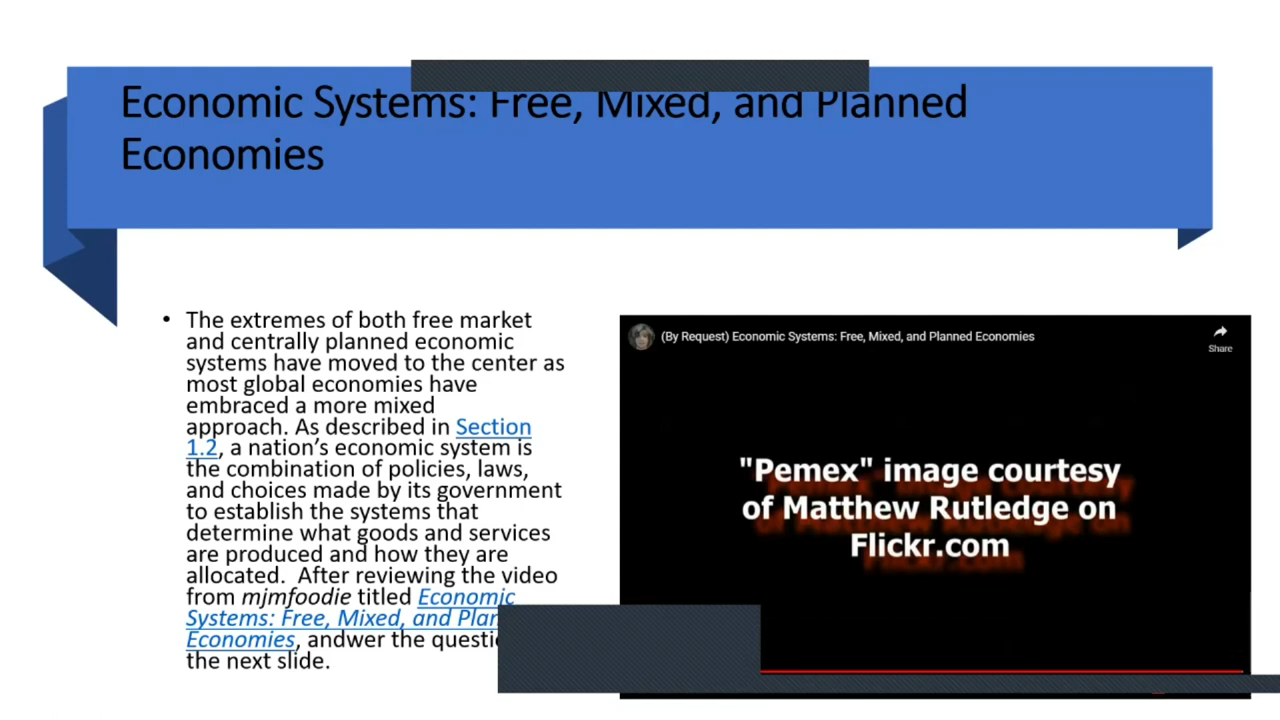 Economic Systems: Free, Mixed, and Planned
Economies
• The extremes of both free market
and centrally planned economic
systems have moved to the center as
most global economies have
embraced a more mixed
approach. As described in Section
1.2, a nation’s economic system is
the combination of policies, laws,
and choices made by its government
to establish the systems that
determine what goods and services
are produced and how they are
allocated. After reviewing the video
from mjmfoodie titled Economic
Systems: Free, Mixed, and
Economies, andwer the
the next slide.
(By Request) Economic Systems: Free, Mixed, and Planned Economies
Share
"Pemex" image courtesy
of Matthew Rutledge on
Flickr.com